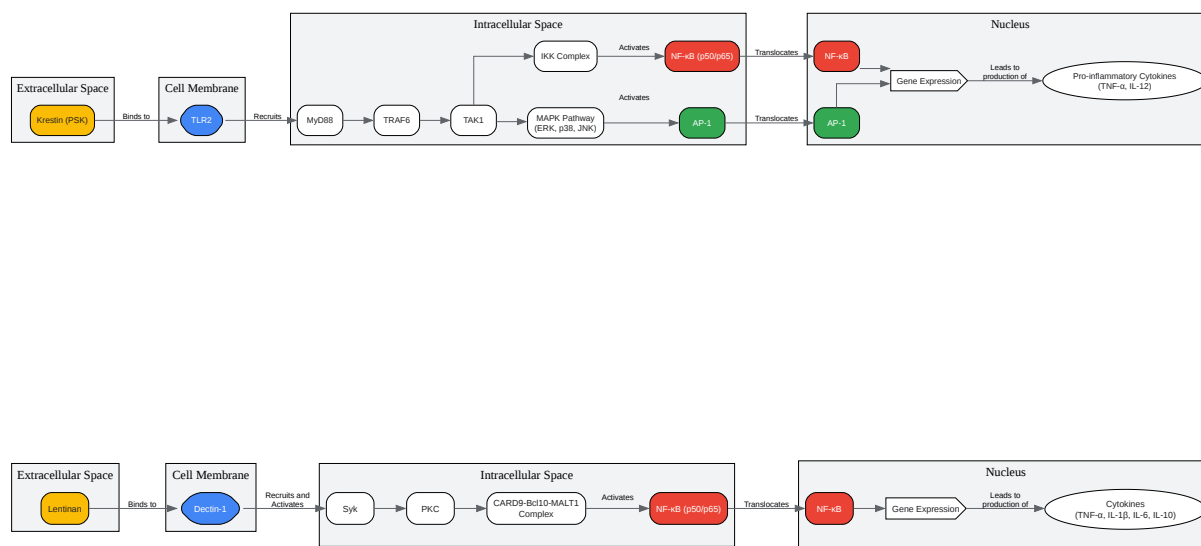 Intracellular Space
Nucleus
IKK Complex
Activates
NF-κB (p50/p65)
Translocates
NF-κB
Gene Expression
Leads to
production of
Pro-inflammatory Cytokines
(TNF-α, IL-12)
Extracellular Space
Cell Membrane
Krestin (PSK)
Binds to
TLR2
Recruits
MyD88
TRAF6
TAK1
MAPK Pathway
(ERK, p38, JNK)
Activates
AP-1
Translocates
AP-1
Extracellular Space
Cell Membrane
Intracellular Space
Nucleus
Lentinan
Binds to
Dectin-1
Recruits and
Activates
Syk
PKC
CARD9-Bcl10-MALT1
Complex
Activates
NF-κB (p50/p65)
Translocates
NF-κB
Gene Expression
Leads to
production of
Cytokines
(TNF-α, IL-1β, IL-6, IL-10)